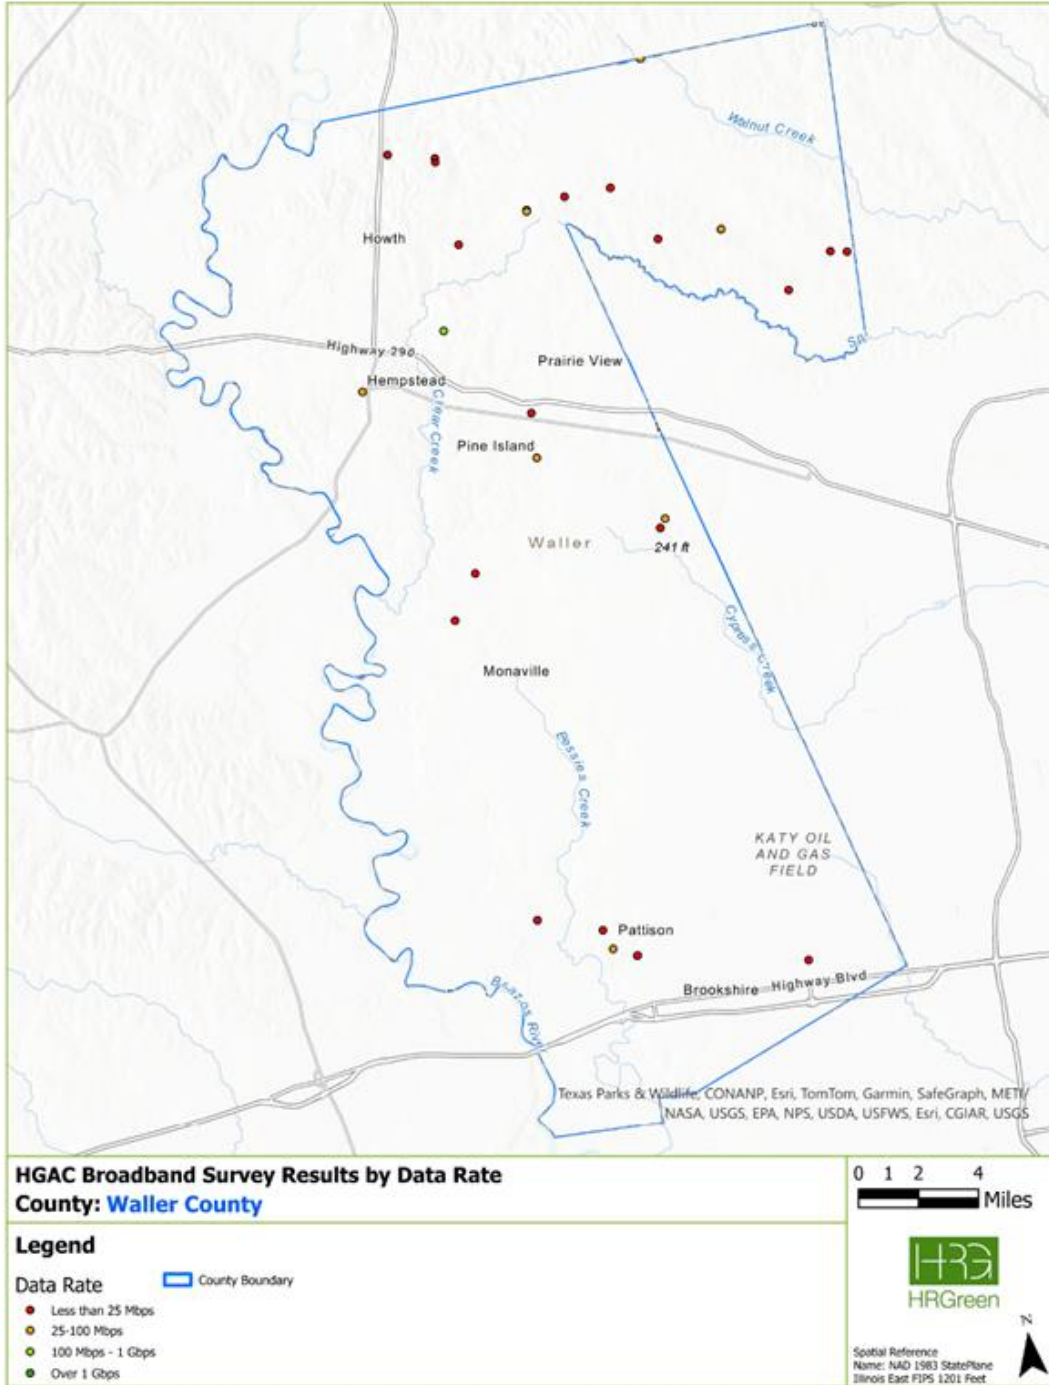 Walnut Creek
Howth
Highway 290
Prairie View
Hempstead
Clear Creek
Pine Island
Waller
241 ft
Cypress Creek
Monaville
Bessies Creek
KATY OIL
AND GAS
FIELD
Pattison
Brookshire
Highway Blvd
Brazos Riv
Texas Parks & Wildlife, CONANP, Esri, TomTom, Garmin, SafeGraph, METI/
NASA, USGS, EPA, NPS, USDA, USFWS, Esri, CGIAR, USGS
HGAC Broadband Survey Results by Data Rate
County: Waller County
0 1 2 4
Miles
Legend
Data Rate
County Boundary
Less than 25 Mbps
25-100 Mbps
100 Mbps - 1 Gbps
Over 1 Gbps
HRG
HRGreen
N
Spatial Reference
Name: NAD 1983 StatePlane
Illinois East FIPS 1201 Feet